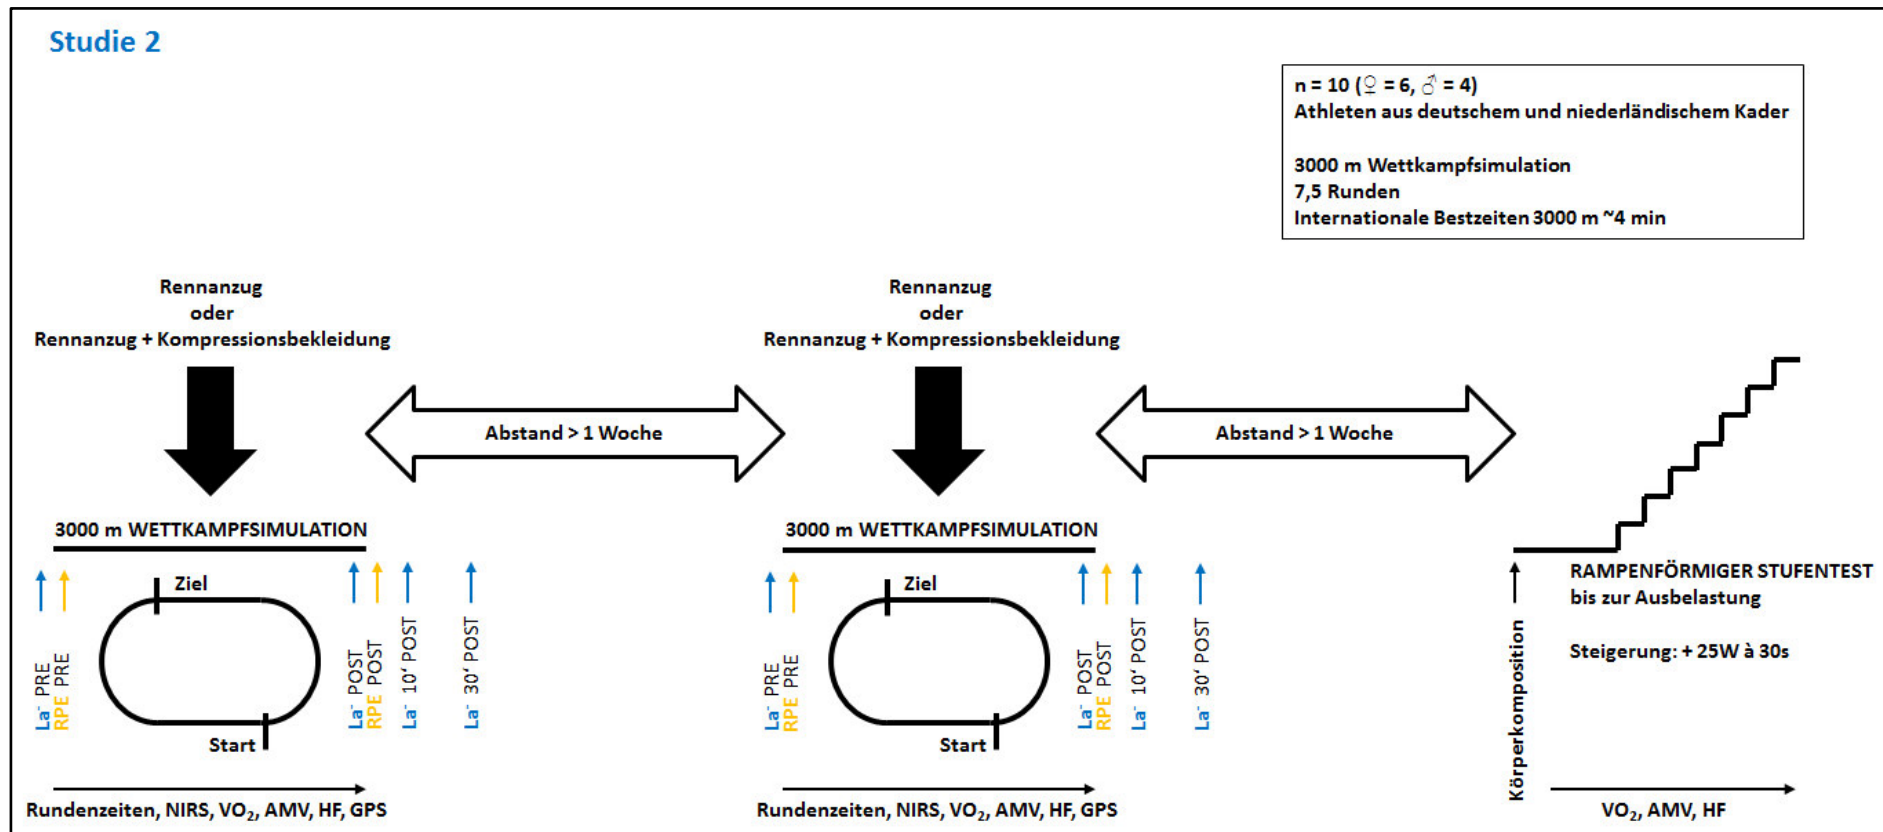 Studie 2
n = 10 (♀ = 6, ♂ = 4)
Athleten aus deutschem und niederländischem Kader
3000 m Wettkampfsimulation
7,5 Runden
Internationale Bestzeiten 3000 m ~4 min
Rennanzug
oder
Rennanzug + Kompressionsbekleidung
Abstand > 1 Woche
3000 m WETTKAMPFSIMULATION
Ziel
Start
La⁻ PRE
RPE PRE
La⁻ POST
RPE POST
La⁻ 10‘ POST
La⁻ 30‘ POST
Rundenzeiten, NIRS, VO₂, AMV, HF, GPS
Rennanzug
oder
Rennanzug + Kompressionsbekleidung
Abstand > 1 Woche
3000 m WETTKAMPFSIMULATION
Ziel
Start
La⁻ PRE
RPE PRE
La⁻ POST
RPE POST
La⁻ 10‘ POST
La⁻ 30‘ POST
Rundenzeiten, NIRS, VO₂, AMV, HF, GPS
Körperkomposition
RAMPENFÖRMIGER STUFENTEST
bis zur Ausbelastung
Steigerung: + 25W à 30s
VO₂, AMV, HF